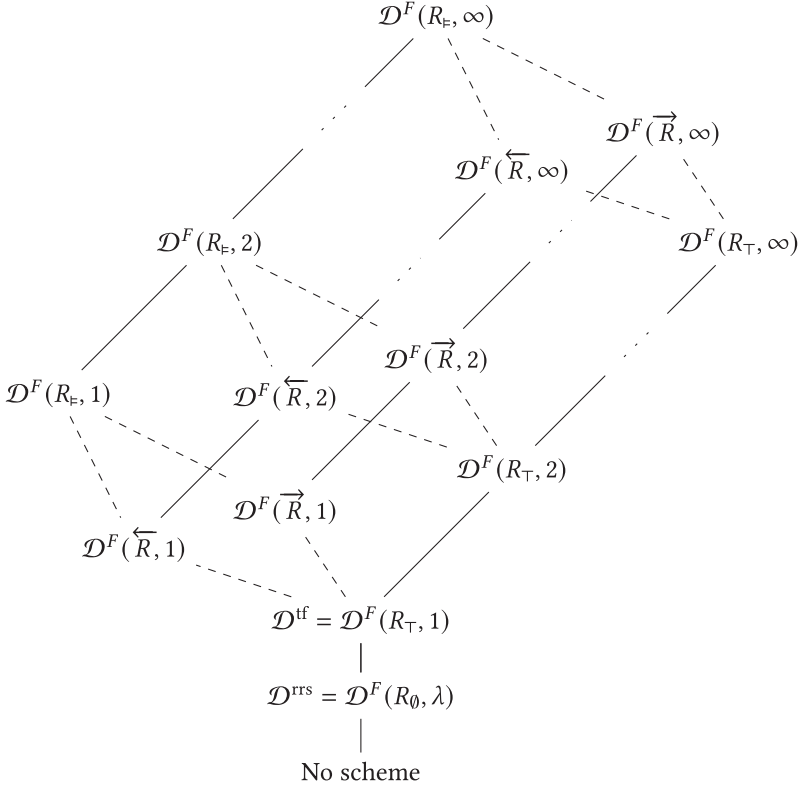 𝒟^F(R_⊨, ∞)
𝒟^F(R→, ∞)
𝒟^F(R←, ∞)
𝒟^F(R_⊨, 2)
𝒟^F(R_⊤, ∞)
𝒟^F(R→, 2)
𝒟^F(R_⊨, 1)
𝒟^F(R←, 2)
𝒟^F(R_⊤, 2)
𝒟^F(R→, 1)
𝒟^F(R←, 1)
𝒟^tf = 𝒟^F(R_⊤, 1)
𝒟^rrs = 𝒟^F(R_∅, λ)
No scheme